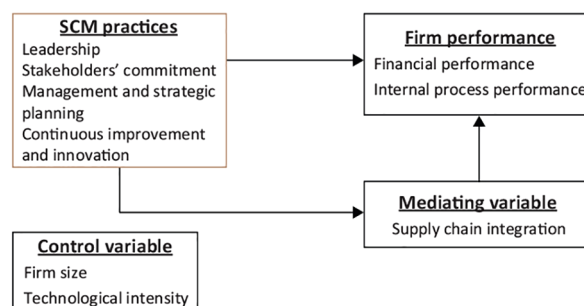 SCM practices
Leadership
Stakeholders' commitment
Management and strategic
planning
Continuous improvement
and innovation
Firm performance
Financial performance
Internal process performance
Mediating variable
Supply chain integration
Control variable
Firm size
Technological intensity